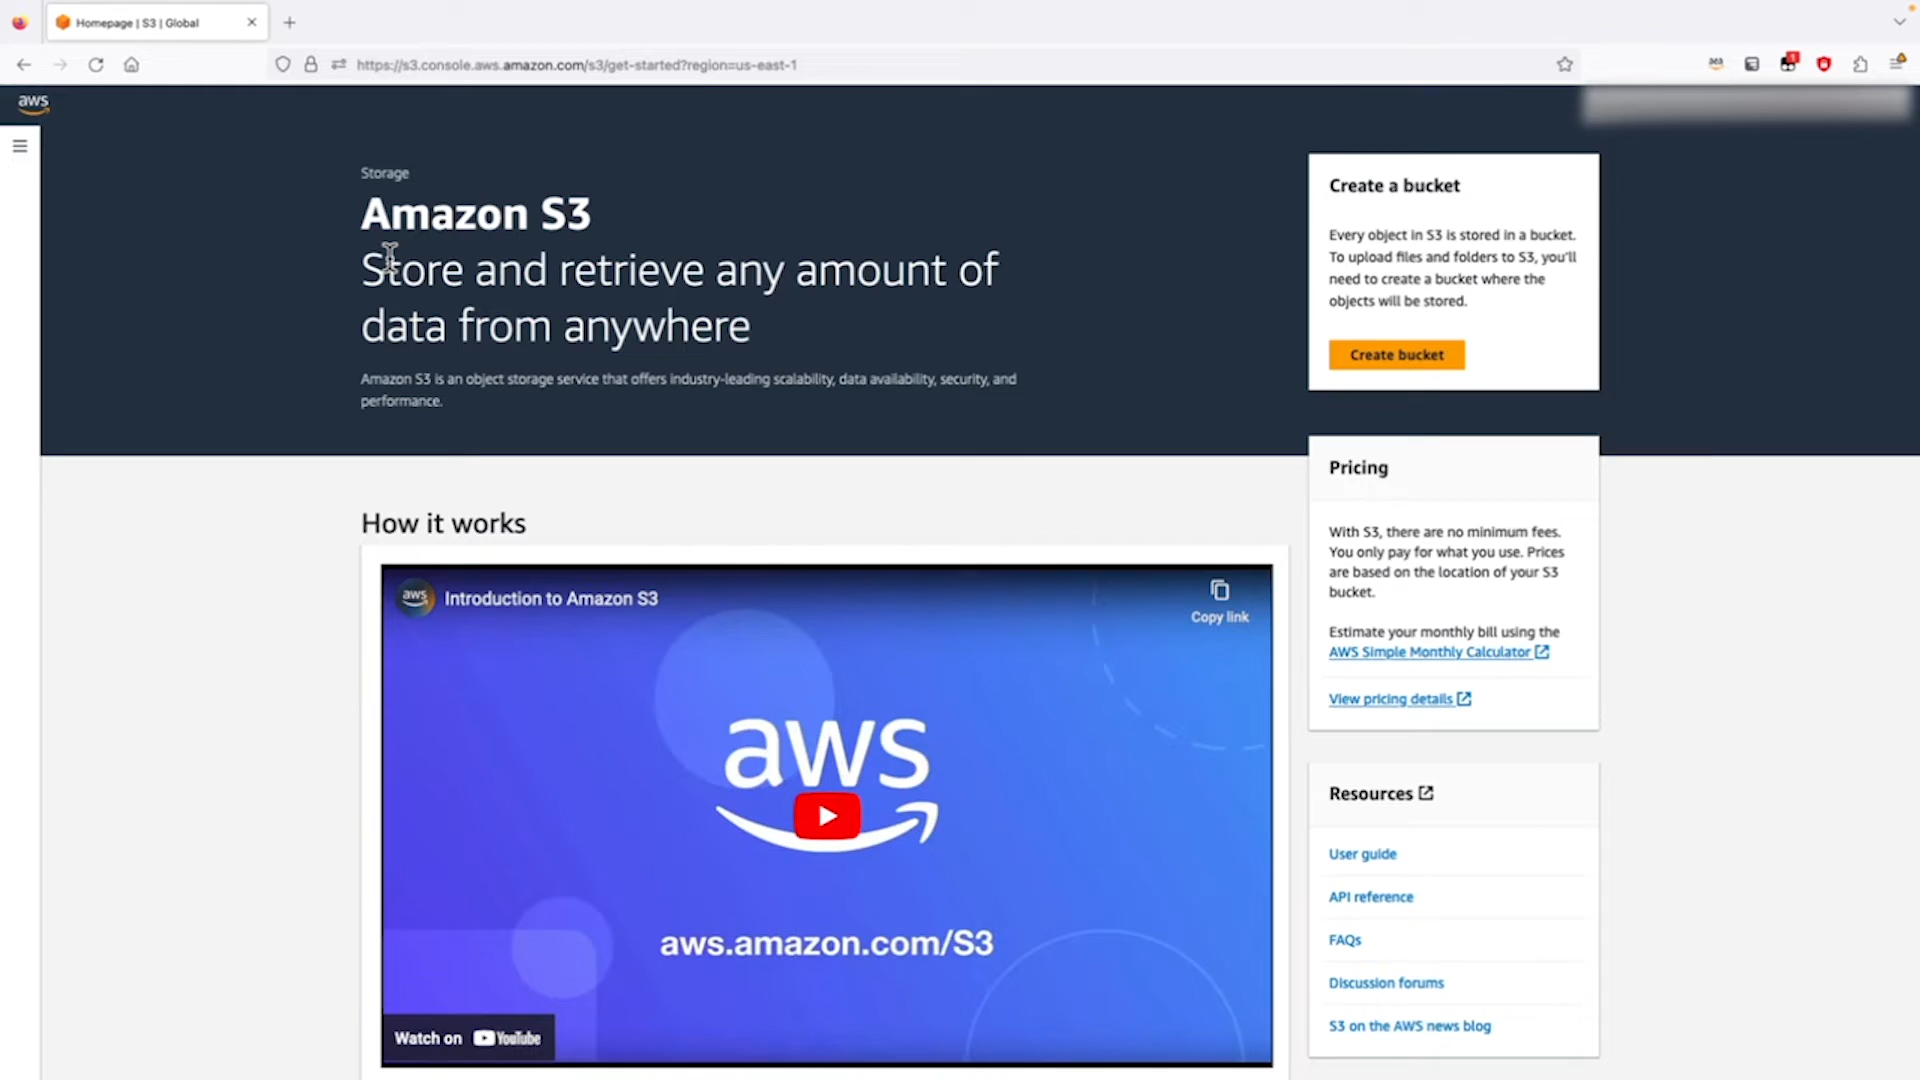 Homepage | S3 | Global
https://s3.console.aws.amazon.com/s3/get-started?region=us-east-1
aws
Storage
Amazon S3
Store and retrieve any amount of
data from anywhere
Amazon S3 is an object storage service that offers industry-leading scalability, data availability, security, and
performance.
Create a bucket
Every object in S3 is stored in a bucket.
To upload files and folders to S3, you'll
need to create a bucket where the
objects will be stored.
Create bucket
Pricing
With S3, there are no minimum fees.
You only pay for what you use. Prices
are based on the location of your S3
bucket.
Estimate your monthly bill using the
AWS Simple Monthly Calculator
View pricing details
How it works
aws
Introduction to Amazon S3
Copy link
aws
aws.amazon.com/S3
Watch on YouTube
Resources
User guide
API reference
FAQs
Discussion forums
S3 on the AWS news blog